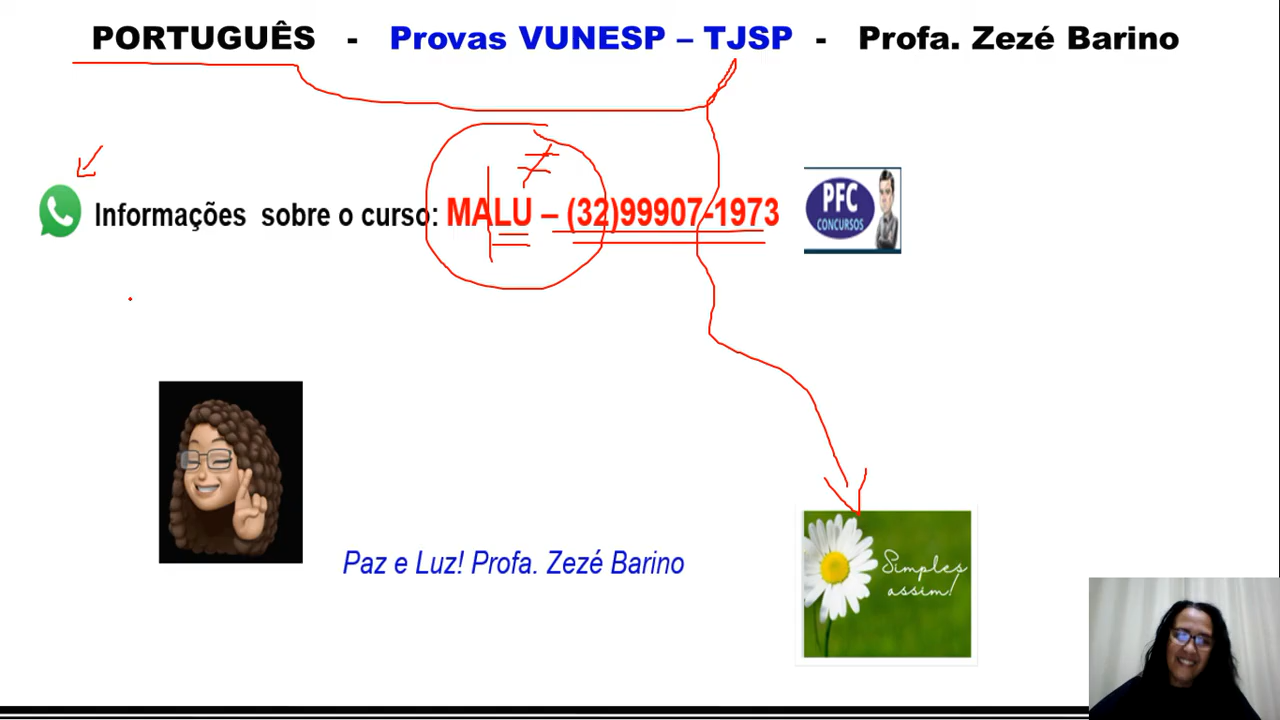 PORTUGUÊS - Provas VUNESP – TJSP - Profa. Zezé Barino
Informações sobre o curso: MALU – (32)99907-1973
PFC
CONCURSOS
Simples
assim!
Paz e Luz! Profa. Zezé Barino